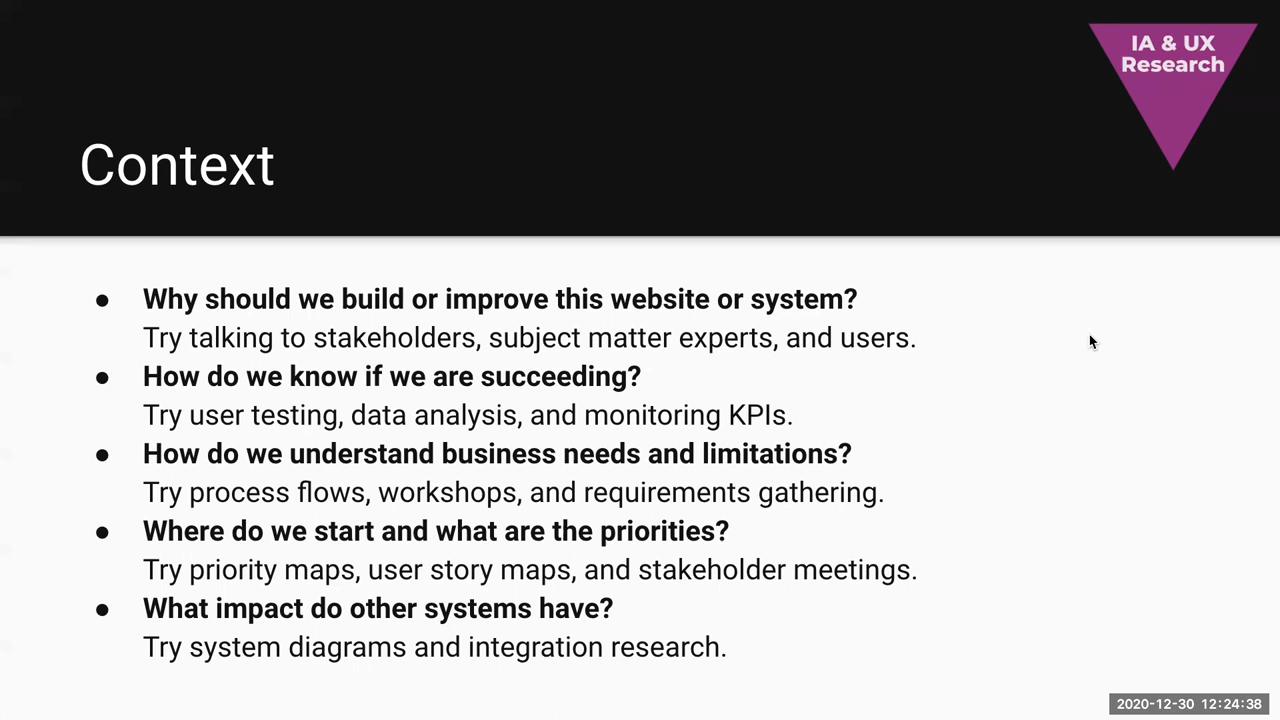 IA & UX
Research
Context
● Why should we build or improve this website or system?
Try talking to stakeholders, subject matter experts, and users.
● How do we know if we are succeeding?
Try user testing, data analysis, and monitoring KPIs.
● How do we understand business needs and limitations?
Try process flows, workshops, and requirements gathering.
● Where do we start and what are the priorities?
Try priority maps, user story maps, and stakeholder meetings.
● What impact do other systems have?
Try system diagrams and integration research.
2020-12-30 12:24:38